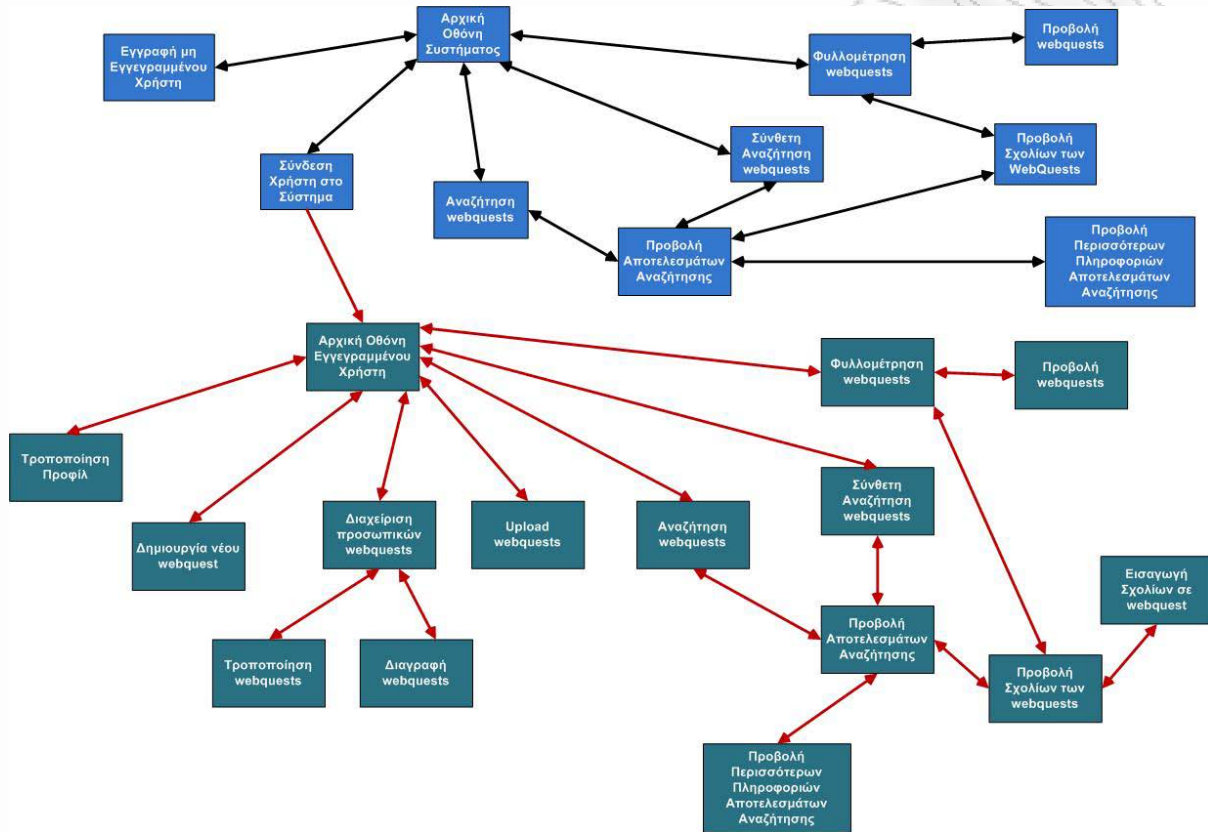 Αρχική
Οθόνη
Συστήματος
Εγγραφή μη
Εγγεγραμμένου
Χρήστη
Φυλλομέτρηση
webquests
Προβολή
webquests
Σύνδεση
Χρήστη στο
Σύστημα
Αναζήτηση
webquests
Σύνθετη
Αναζήτηση
webquests
Προβολή
Σχολίων των
WebQuests
Προβολή
Αποτελεσμάτων
Αναζήτησης
Προβολή
Περισσότερων
Πληροφοριών
Αποτελεσμάτων
Αναζήτησης
Αρχική Οθόνη
Εγγεγραμμένου
Χρήστη
Φυλλομέτρηση
webquests
Προβολή
webquests
Τροποποίηση
Προφίλ
Δημιουργία νέου
webquest
Διαχείριση
προσωπικών
webquests
Upload
webquests
Αναζήτηση
webquests
Σύνθετη
Αναζήτηση
webquests
Εισαγωγή
Σχολίων σε
webquest
Τροποποίηση
webquests
Διαγραφή
webquests
Προβολή
Αποτελεσμάτων
Αναζήτησης
Προβολή
Σχολίων των
webquests
Προβολή
Περισσότερων
Πληροφοριών
Αποτελεσμάτων
Αναζήτησης